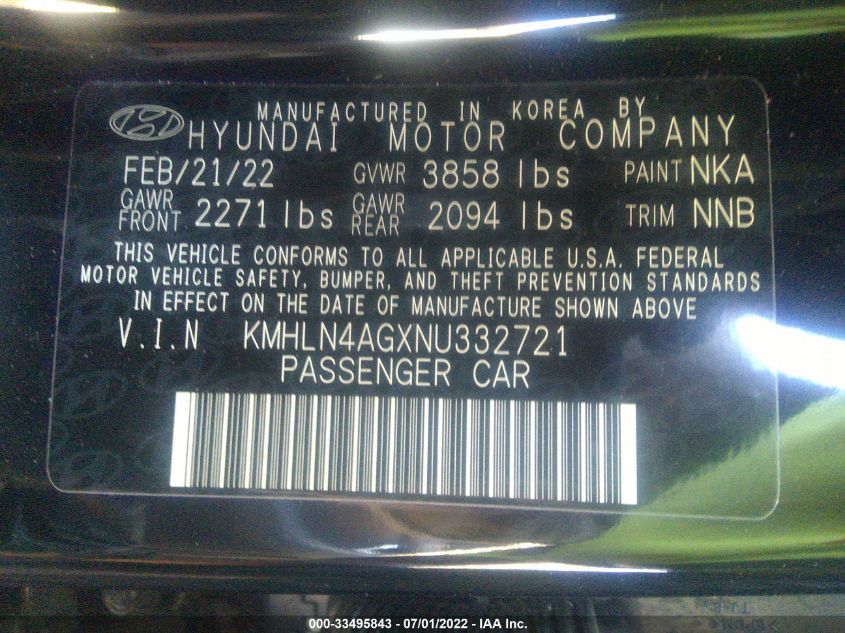 MANUFACTURED IN KOREA BY
HYUNDAI MOTOR COMPANY
FEB/21/22 GVWR 3858 lbs PAINT NKA
GAWR FRONT 2271 lbs GAWR REAR 2094 lbs TRIM NNB
THIS VEHICLE CONFORMS TO ALL APPLICABLE U.S.A. FEDERAL
MOTOR VEHICLE SAFETY, BUMPER, AND THEFT PREVENTION STANDARDS
IN EFFECT ON THE DATE OF MANUFACTURE SHOWN ABOVE
V.I.N KMHLN4AGXNU332721
PASSENGER CAR
000-33495843 - 07/01/2022 - IAA Inc.